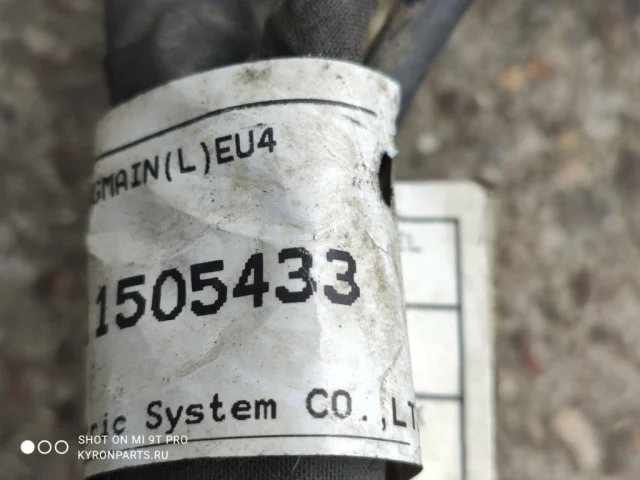 GMAIN(L)EU4
1505433
ric System CO.,LT
SHOT ON MI 9T PRO
KYRONPARTS.RU